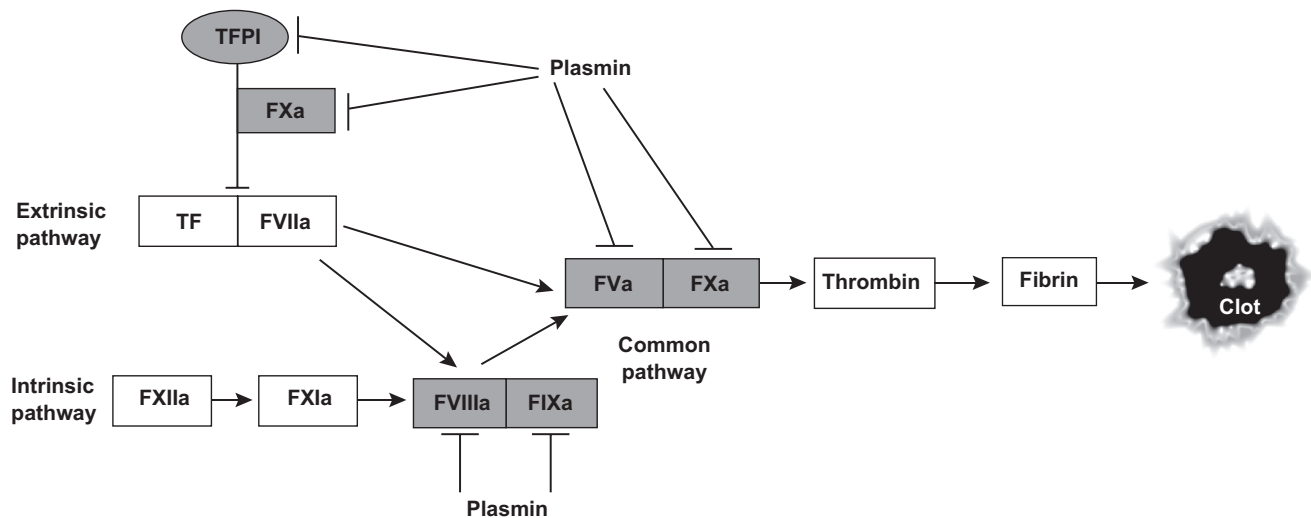 TFPI
Plasmin
FXa
Extrinsic
pathway
TF
FVIIa
FVa
FXa
Thrombin
Fibrin
Clot
Common
pathway
Intrinsic
pathway
FXIIa
FXIa
FVIIIa
FIXa
Plasmin